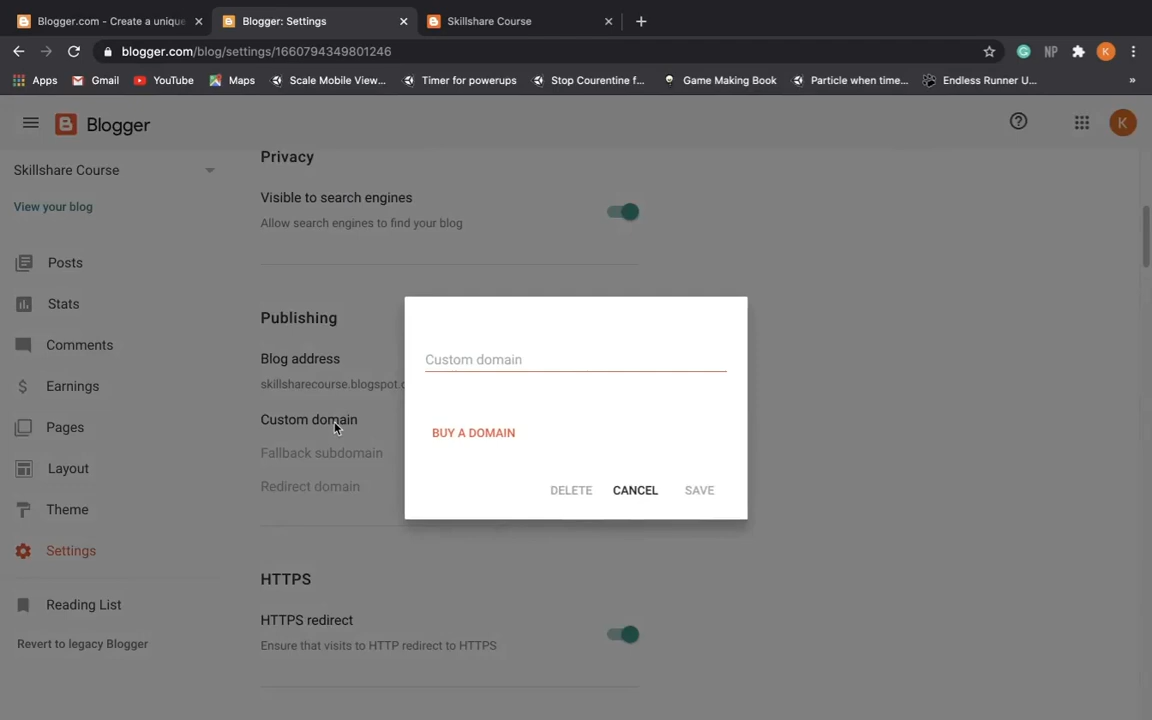 Blogger.com - Create a unique
Blogger: Settings
Skillshare Course
blogger.com/blog/settings/1660794349801246
NP
K
Apps
Gmail
YouTube
Maps
Scale Mobile View...
Timer for powerups
Stop Courentine f...
Game Making Book
Particle when time...
Endless Runner U...
»
Blogger
K
Skillshare Course
View your blog
Posts
Stats
Comments
Earnings
Pages
Layout
Theme
Settings
Reading List
Revert to legacy Blogger
Privacy
Visible to search engines
Allow search engines to find your blog
Publishing
Blog address
skillsharecourse.blogspot.c
Custom domain
Fallback subdomain
Redirect domain
HTTPS
HTTPS redirect
Ensure that visits to HTTP redirect to HTTPS
Custom domain
BUY A DOMAIN
DELETE CANCEL SAVE